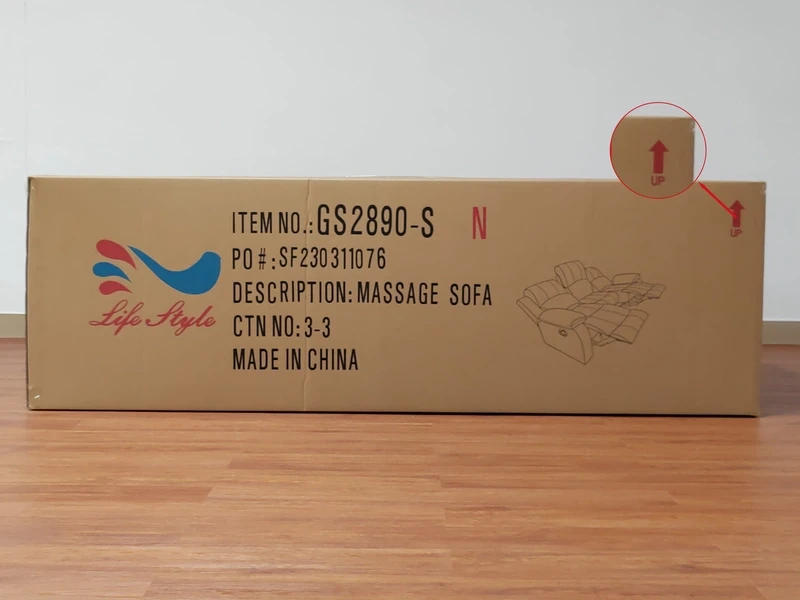 UP
UP
ITEM NO.: GS2890-S N
PO#: SF230311076
DESCRIPTION: MASSAGE SOFA
CTN NO: 3-3
MADE IN CHINA
Life Style